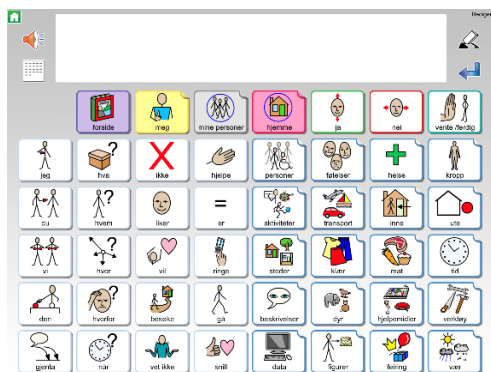 Rediger
forside meg mine personer hjemme ja nei vente /ferdig
jeg hva ikke hjelpe personer følelser helse kropp
du hvem liker er aktiviteter transport inne ute
vi hvor vil ringe steder klær mat tid
den hvorfor besøke gå beskrivelser dyr hjelpemidler verktøy
gjenta når vet ikke snill data figurer feiring vær